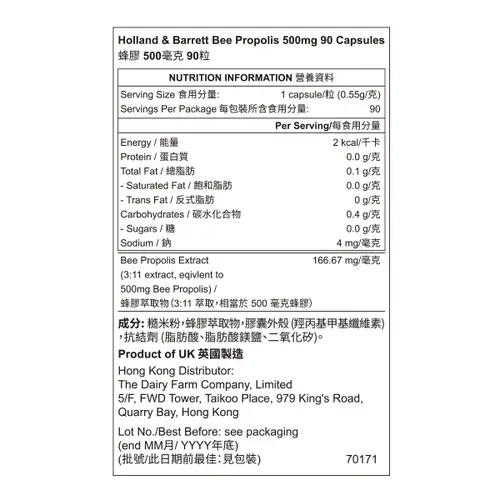 Holland & Barrett Bee Propolis 500mg 90 Capsules
蜂膠 500毫克 90粒
NUTRITION INFORMATION 營養資料
Serving Size 食用分量: 1 capsule/粒 (0.55g/克)
Servings Per Package 每包裝所含食用分量: 90
Per Serving/每食用分量
Energy / 能量 2 kcal/千卡
Protein / 蛋白質 0.0 g/克
Total Fat / 總脂肪 0.1 g/克
- Saturated Fat / 飽和脂肪 0.0 g/克
- Trans Fat / 反式脂肪 0 g/克
Carbohydrates / 碳水化合物 0.4 g/克
- Sugars / 糖 0.0 g/克
Sodium / 鈉 4 mg/毫克
Bee Propolis Extract 166.67 mg/毫克
(3:11 extract, eqivlent to
500mg Bee Propolis) /
蜂膠萃取物 (3:11 萃取,相當於 500 毫克蜂膠)
成分: 糙米粉,蜂膠萃取物,膠囊外殼 (羥丙基甲基纖維素)
,抗結劑 (脂肪酸、脂肪酸鎂鹽、二氧化矽)。
Product of UK 英國製造
Hong Kong Distributor:
The Dairy Farm Company, Limited
5/F, FWD Tower, Taikoo Place, 979 King's Road,
Quarry Bay, Hong Kong
Lot No./Best Before: see packaging
(end MM月/ YYYY年底)
(批號/此日期前最佳:見包裝) 70171